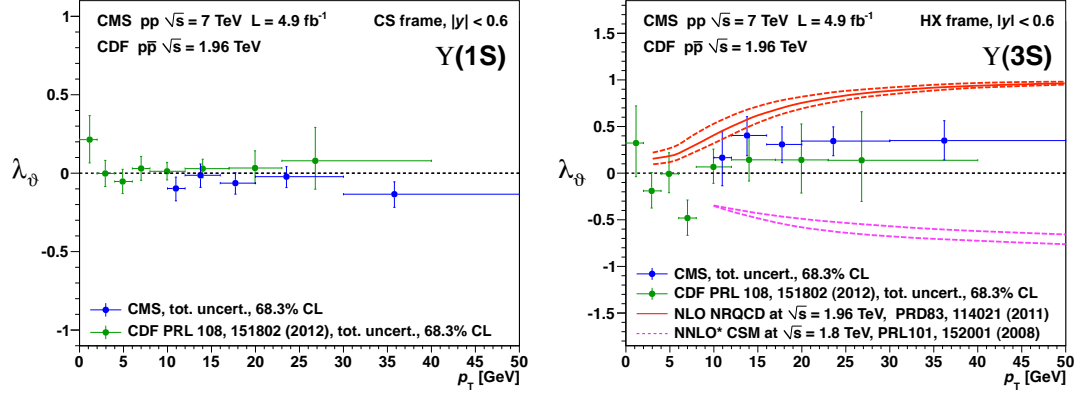 CMS pp √s = 7 TeV L = 4.9 fb⁻¹ CS frame, |y| < 0.6
CDF pp̅ √s = 1.96 TeV
ϒ(1S)
λϑ
1
0.5
0
-0.5
-1
CMS, tot. uncert., 68.3% CL
CDF PRL 108, 151802 (2012), tot. uncert., 68.3% CL
0 5 10 15 20 25 30 35 40 45 50
pT [GeV]
CMS pp √s = 7 TeV L = 4.9 fb⁻¹ HX frame, |y| < 0.6
CDF pp̅ √s = 1.96 TeV
ϒ(3S)
λϑ
1.5
1
0.5
0
-0.5
-1
-1.5
CMS, tot. uncert., 68.3% CL
CDF PRL 108, 151802 (2012), tot. uncert., 68.3% CL
NLO NRQCD at √s = 1.96 TeV, PRD83, 114021 (2011)
NNLO* CSM at √s = 1.8 TeV, PRL101, 152001 (2008)
0 5 10 15 20 25 30 35 40 45 50
pT [GeV]